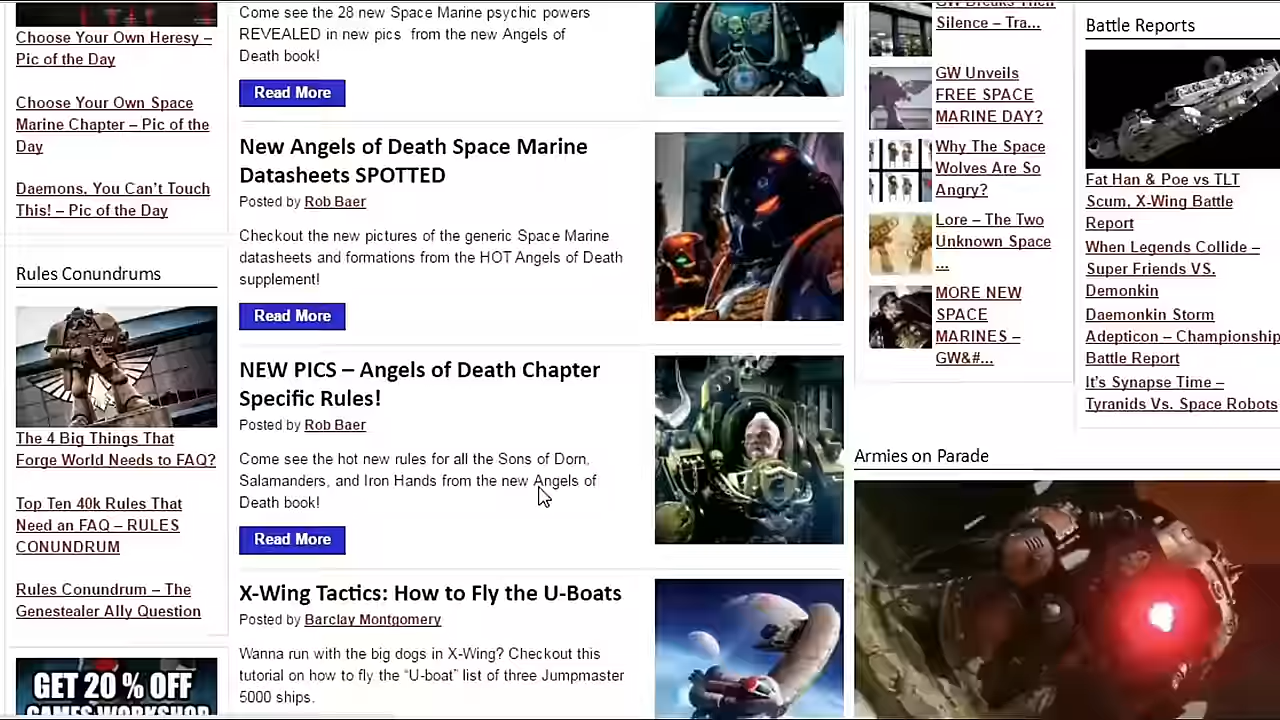 Choose Your Own Heresy –
Pic of the Day
Choose Your Own Space
Marine Chapter – Pic of the
Day
Daemons. You Can't Touch
This! – Pic of the Day
Rules Conundrums
The 4 Big Things That
Forge World Needs to FAQ?
Top Ten 40k Rules That
Need an FAQ – RULES
CONUNDRUM
Rules Conundrum – The
Genestealer Ally Question
GET 20 % OFF
GAMES WORKSHOP
Come see the 28 new Space Marine psychic powers
REVEALED in new pics from the new Angels of
Death book!
Read More
New Angels of Death Space Marine
Datasheets SPOTTED
Posted by Rob Baer
Checkout the new pictures of the generic Space Marine
datasheets and formations from the HOT Angels of Death
supplement!
Read More
NEW PICS – Angels of Death Chapter
Specific Rules!
Posted by Rob Baer
Come see the hot new rules for all the Sons of Dorn,
Salamanders, and Iron Hands from the new Angels of
Death book!
Read More
X-Wing Tactics: How to Fly the U-Boats
Posted by Barclay Montgomery
Wanna run with the big dogs in X-Wing? Checkout this
tutorial on how to fly the “U-boat” list of three Jumpmaster
5000 ships.
GW Breaks Their
Silence – Tra...
GW Unveils
FREE SPACE
MARINE DAY?
Why The Space
Wolves Are So
Angry?
Lore – The Two
Unknown Space
...
MORE NEW
SPACE
MARINES –
GW&#...
Battle Reports
Fat Han & Poe vs TLT
Scum, X-Wing Battle
Report
When Legends Collide –
Super Friends VS.
Demonkin
Daemonkin Storm
Adepticon – Championship
Battle Report
It's Synapse Time –
Tyranids Vs. Space Robots
Armies on Parade